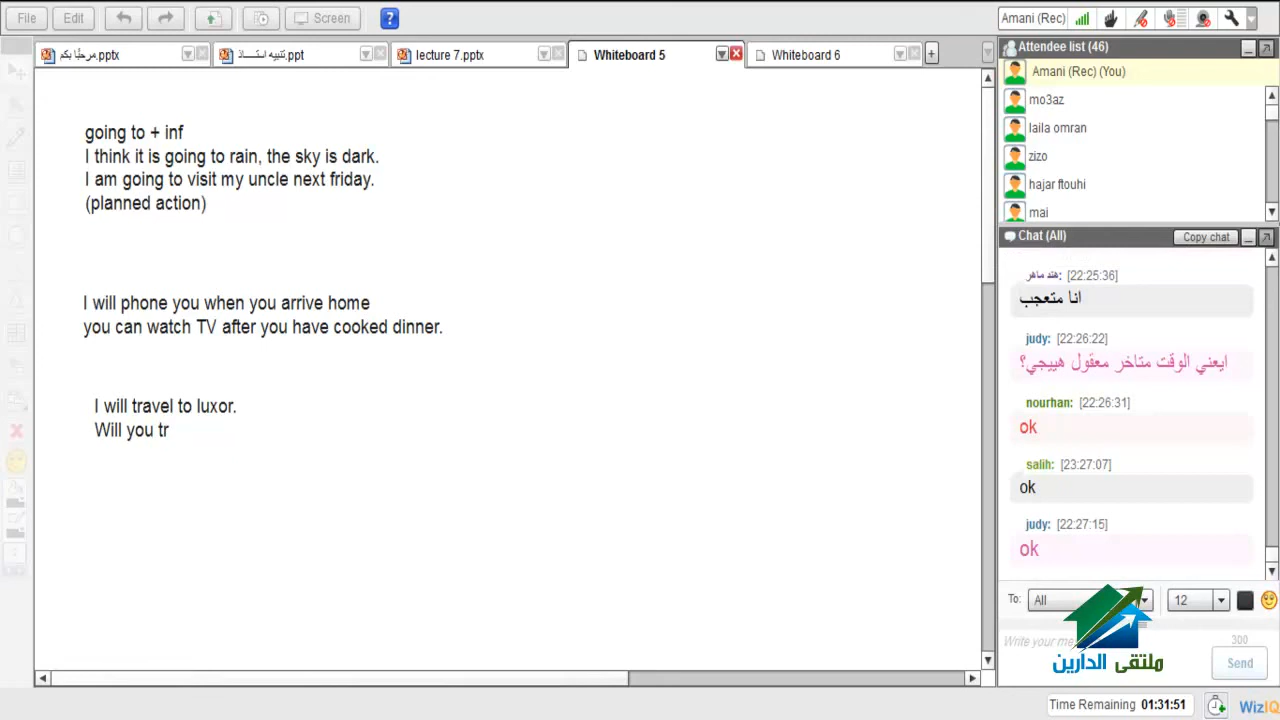 File
Edit
Screen
?
Amani (Rec)
مرحبًا بكم.pptx
تنبيه استـــاذ.ppt
lecture 7.pptx
Whiteboard 5
Whiteboard 6
+
going to + inf
I think it is going to rain, the sky is dark.
I am going to visit my uncle next friday.
(planned action)
I will phone you when you arrive home
you can watch TV after you have cooked dinner.
I will travel to luxor.
Will you tr
Attendee list (46)
Amani (Rec) (You)
mo3az
laila omran
zizo
hajar ftouhi
mai
Chat (All)
Copy chat
هند ماهر: [22:25:36]
انا متعجب
judy: [22:26:22]
ايعني الوقت متاخر معقول هييجي؟
nourhan: [22:26:31]
ok
salih: [23:27:07]
ok
judy: [22:27:15]
ok
To:
All
12
Write your me
300
Send
ملتقى الدارين
Time Remaining 01:31:51
WizIQ